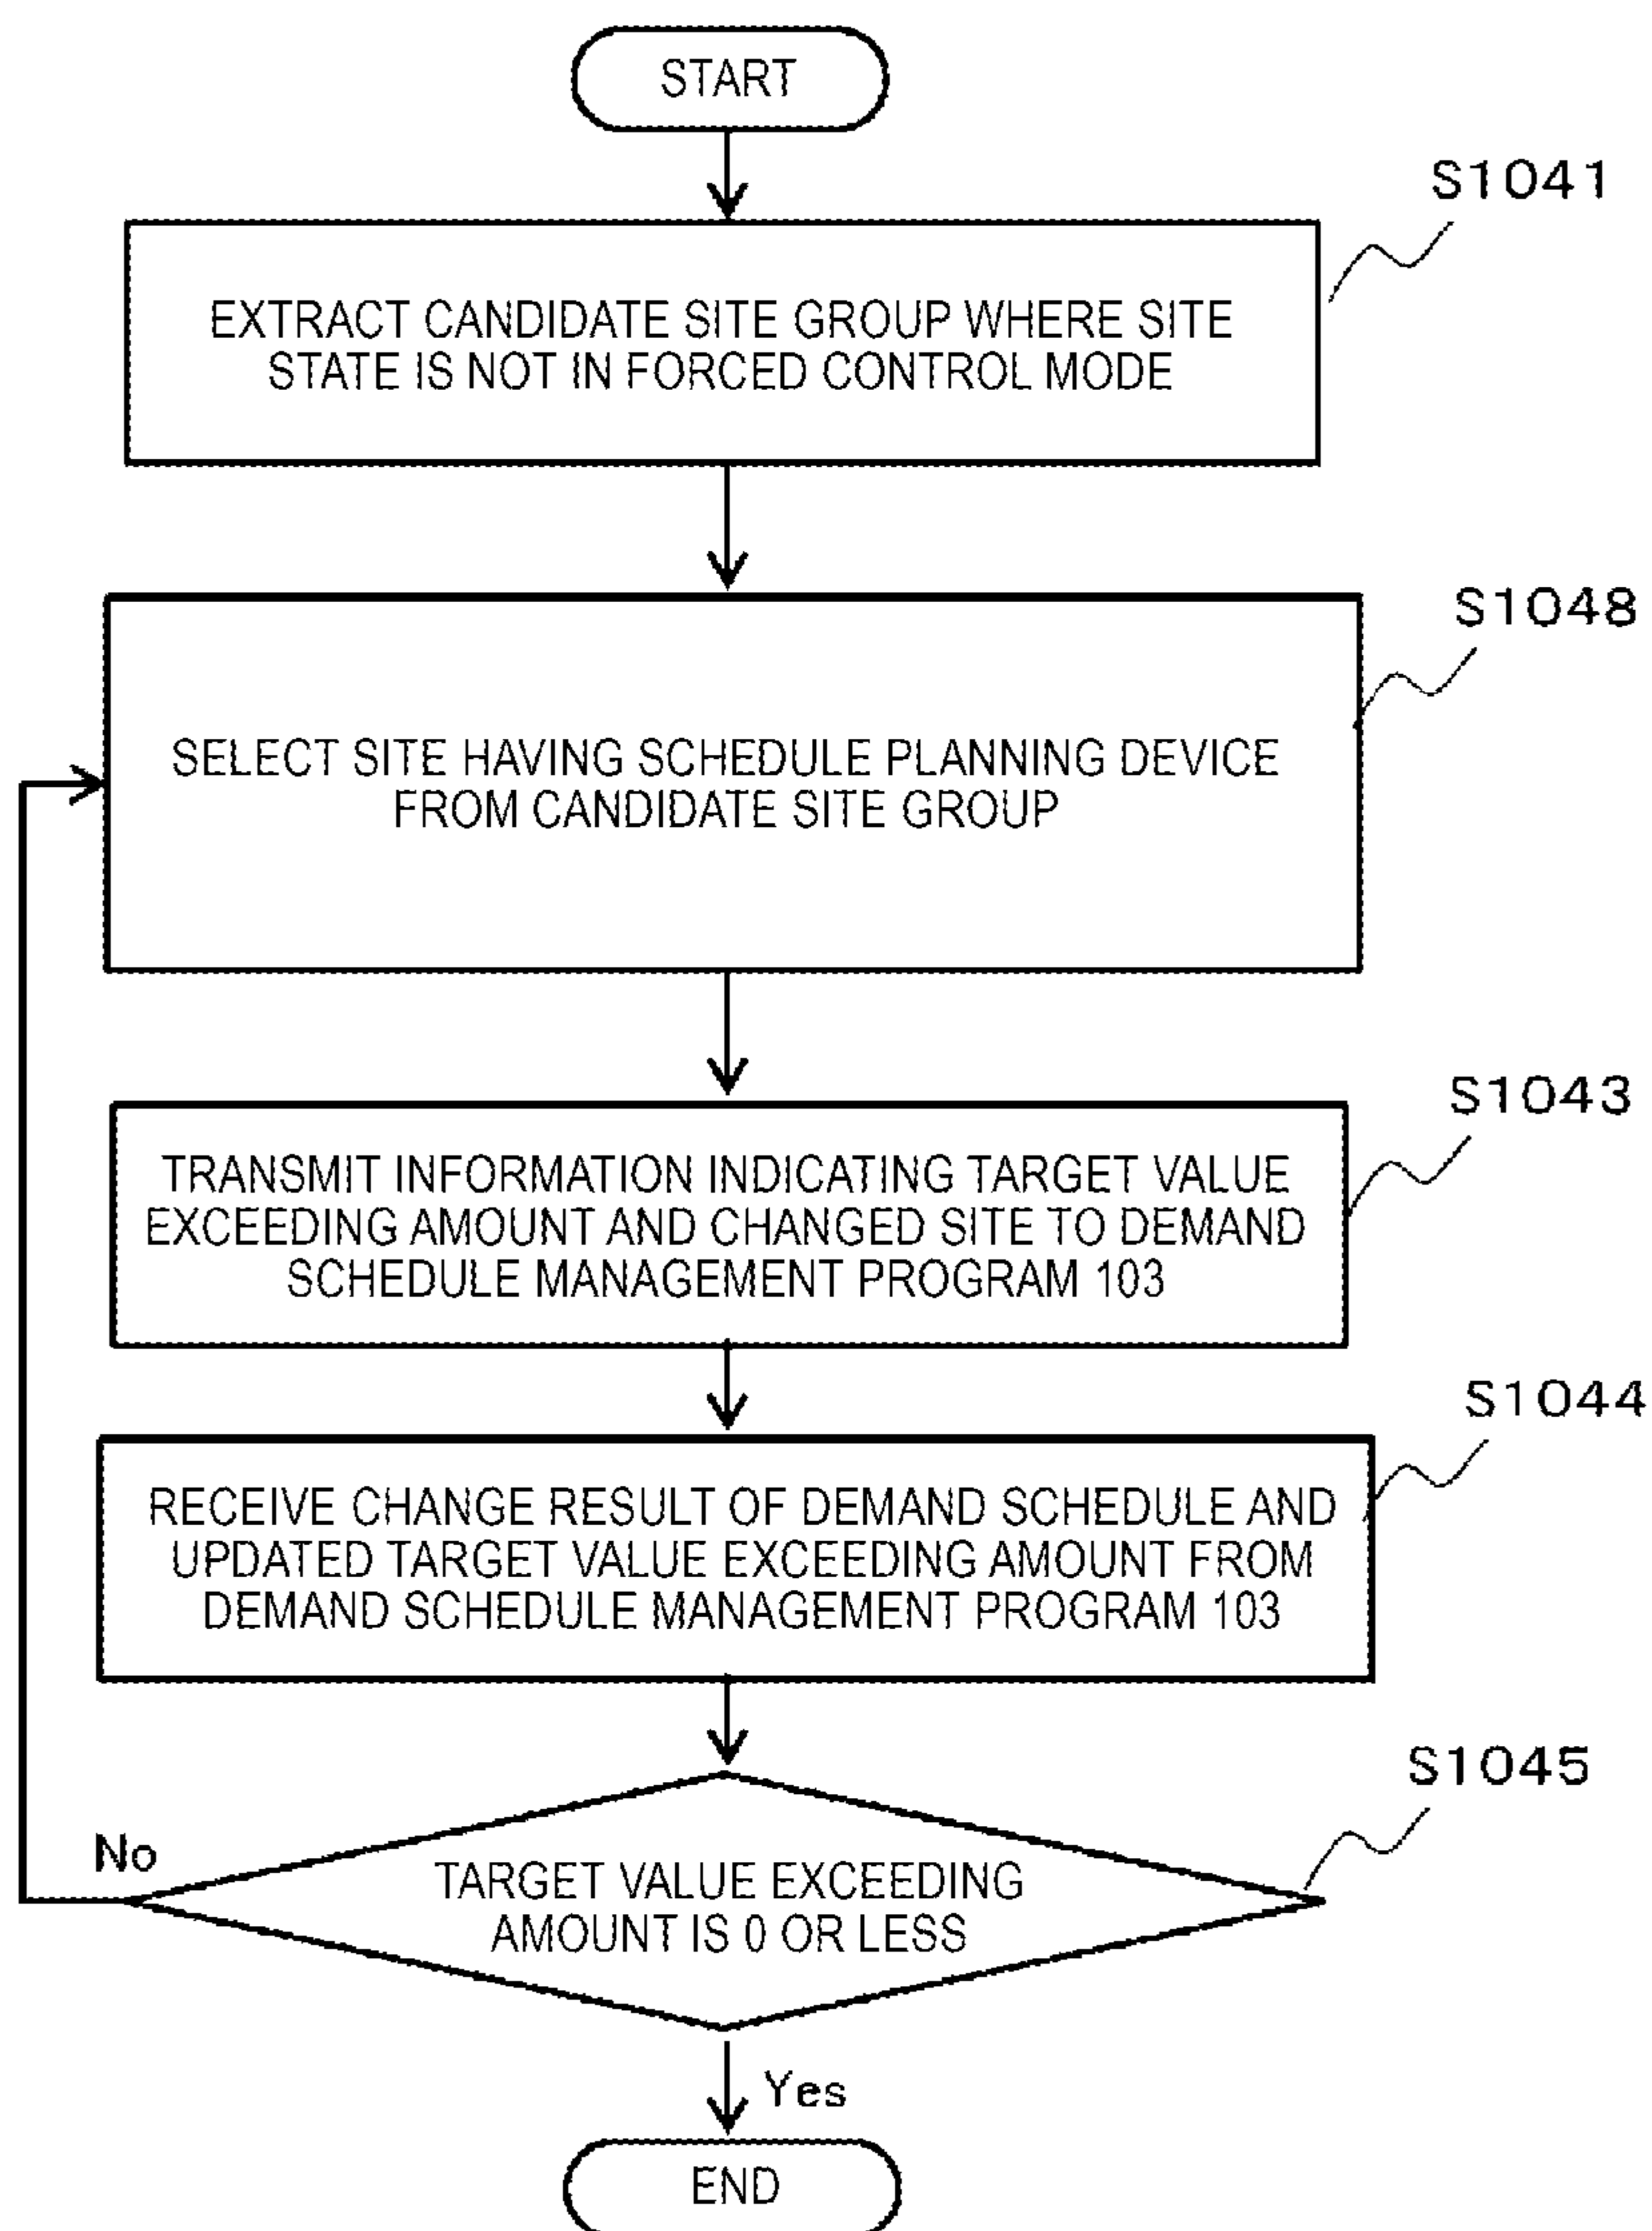 START
S1041
EXTRACT CANDIDATE SITE GROUP WHERE SITE
STATE IS NOT IN FORCED CONTROL MODE
S1048
SELECT SITE HAVING SCHEDULE PLANNING DEVICE
FROM CANDIDATE SITE GROUP
S1043
TRANSMIT INFORMATION INDICATING TARGET VALUE
EXCEEDING AMOUNT AND CHANGED SITE TO DEMAND
SCHEDULE MANAGEMENT PROGRAM 103
S1044
RECEIVE CHANGE RESULT OF DEMAND SCHEDULE AND
UPDATED TARGET VALUE EXCEEDING AMOUNT FROM
DEMAND SCHEDULE MANAGEMENT PROGRAM 103
S1045
No
TARGET VALUE EXCEEDING
AMOUNT IS 0 OR LESS
Yes
END